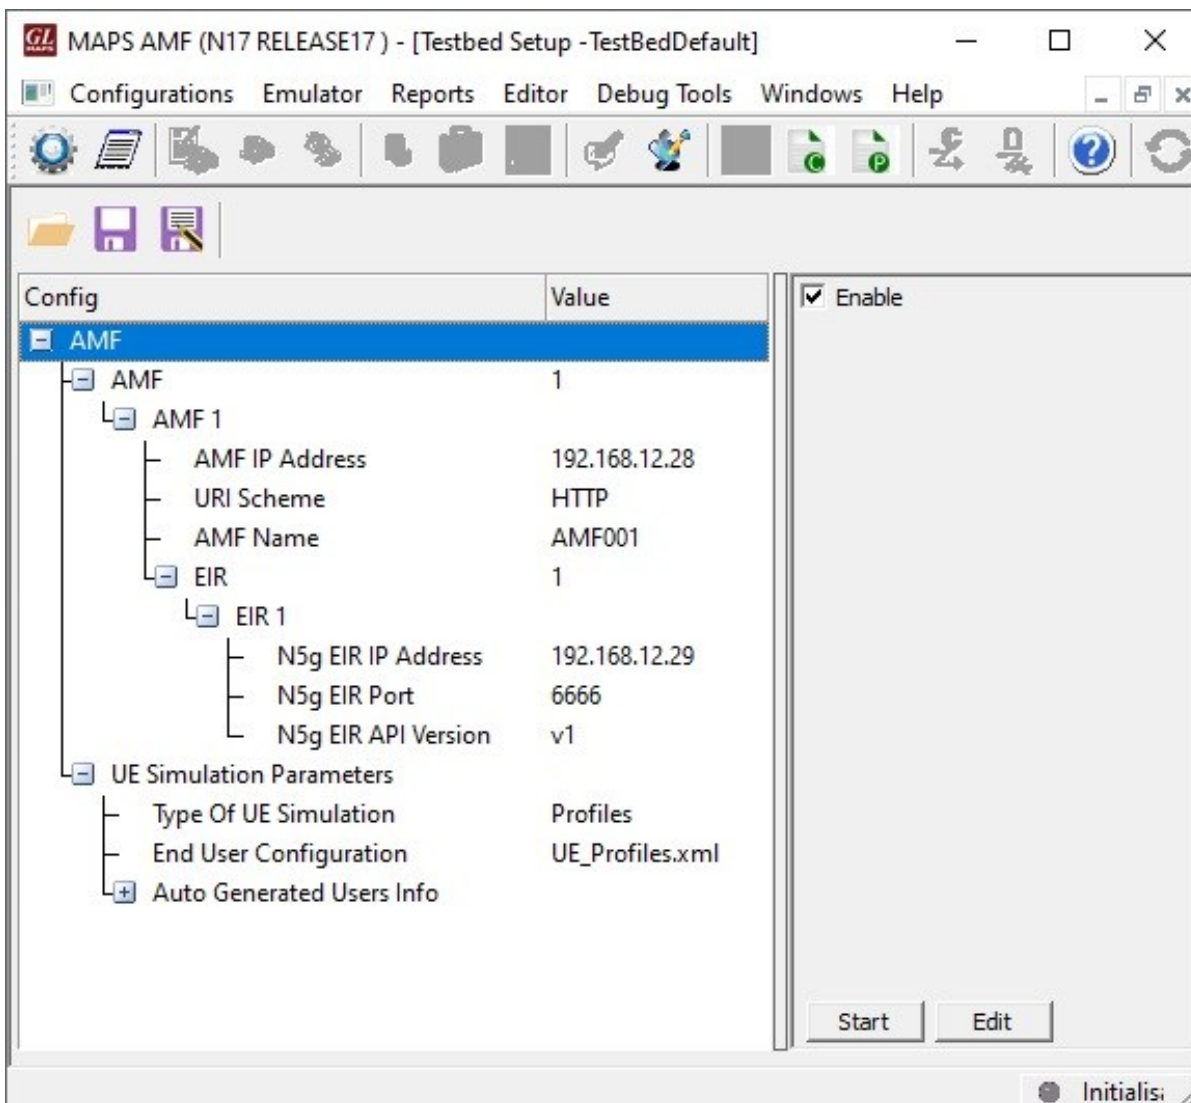 GL MAPS MAPS AMF (N17 RELEASE17 ) - [Testbed Setup -TestBedDefault]
Configurations Emulator Reports Editor Debug Tools Windows Help
C P C D ?
Config Value Enable
AMF
AMF 1
AMF 1
AMF IP Address 192.168.12.28
URI Scheme HTTP
AMF Name AMF001
EIR 1
EIR 1
N5g EIR IP Address 192.168.12.29
N5g EIR Port 6666
N5g EIR API Version v1
UE Simulation Parameters
Type Of UE Simulation Profiles
End User Configuration UE_Profiles.xml
Auto Generated Users Info
Start Edit